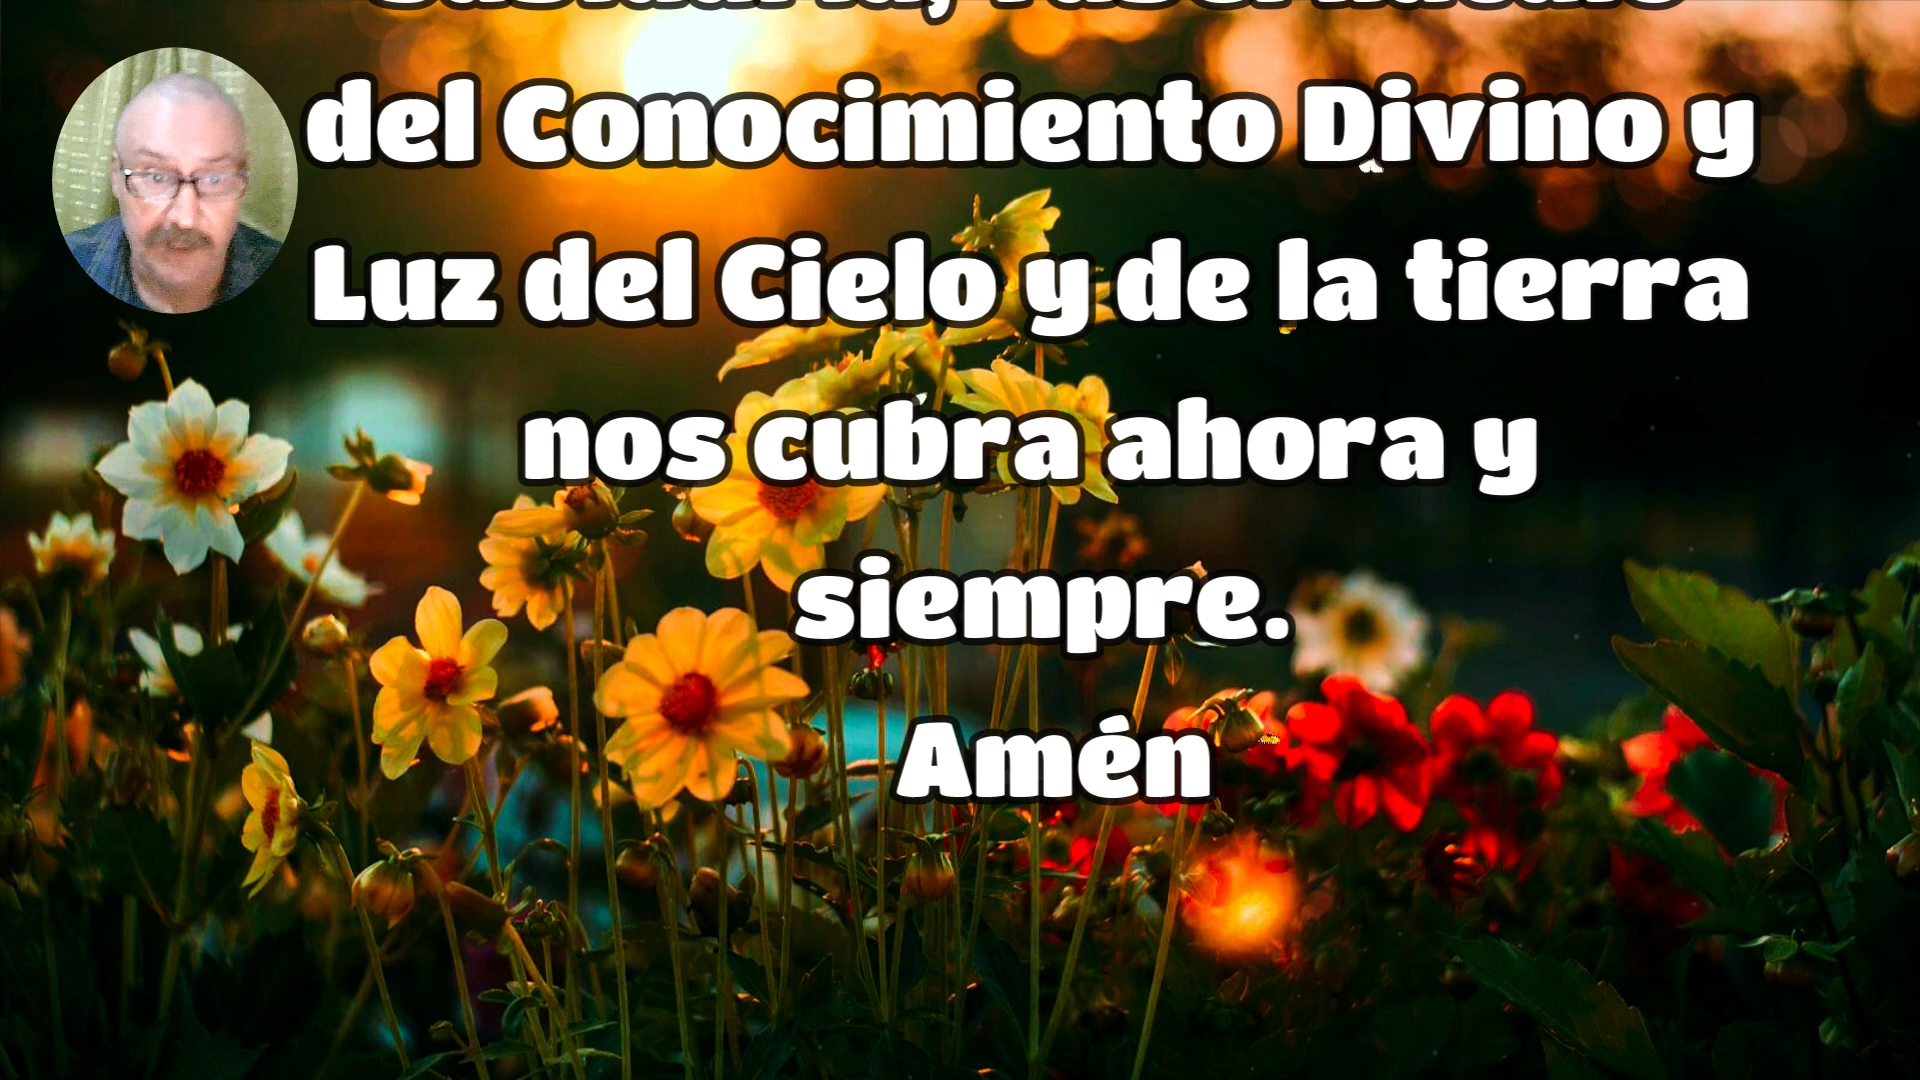 del Conocimiento Divino y
Luz del Cielo y de la tierra
nos cubra ahora y
siempre.
Amén